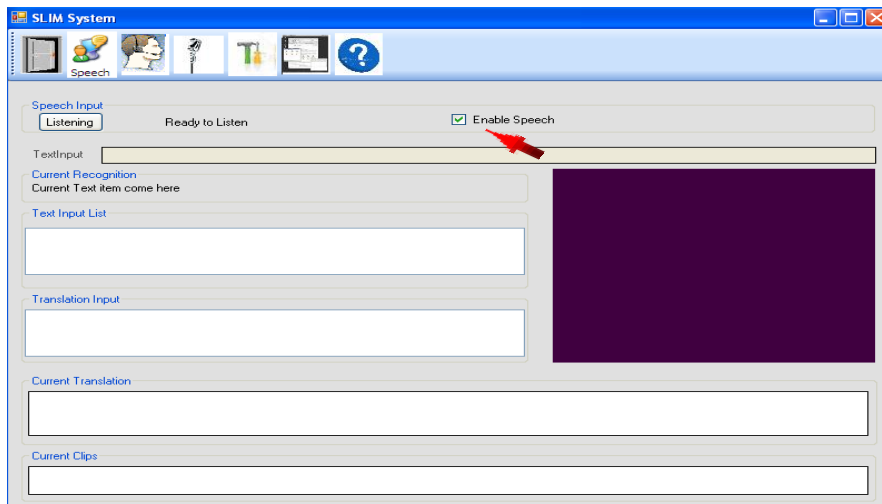 SLIM System
Speech
?
Speech Input
Listening Ready to Listen Enable Speech
TextInput
Current Recognition
Current Text item come here
Text Input List
Translation Input
Current Translation
Current Clips